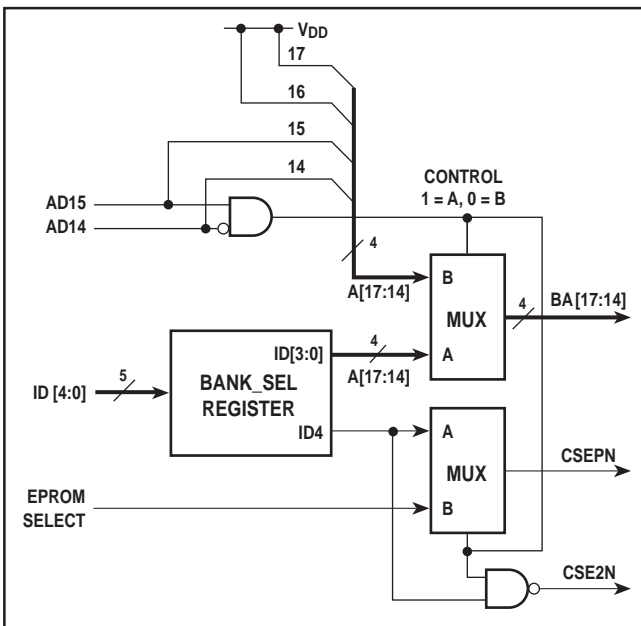 VDD
17
16
15
14
AD15
AD14
CONTROL
1 = A, 0 = B
4
A[17:14]
B
MUX
A
4
BA [17:14]
ID [4:0]
5
BANK_SEL
REGISTER
ID[3:0]
ID4
4
A[17:14]
A
MUX
B
CSEPN
EPROM
SELECT
CSE2N